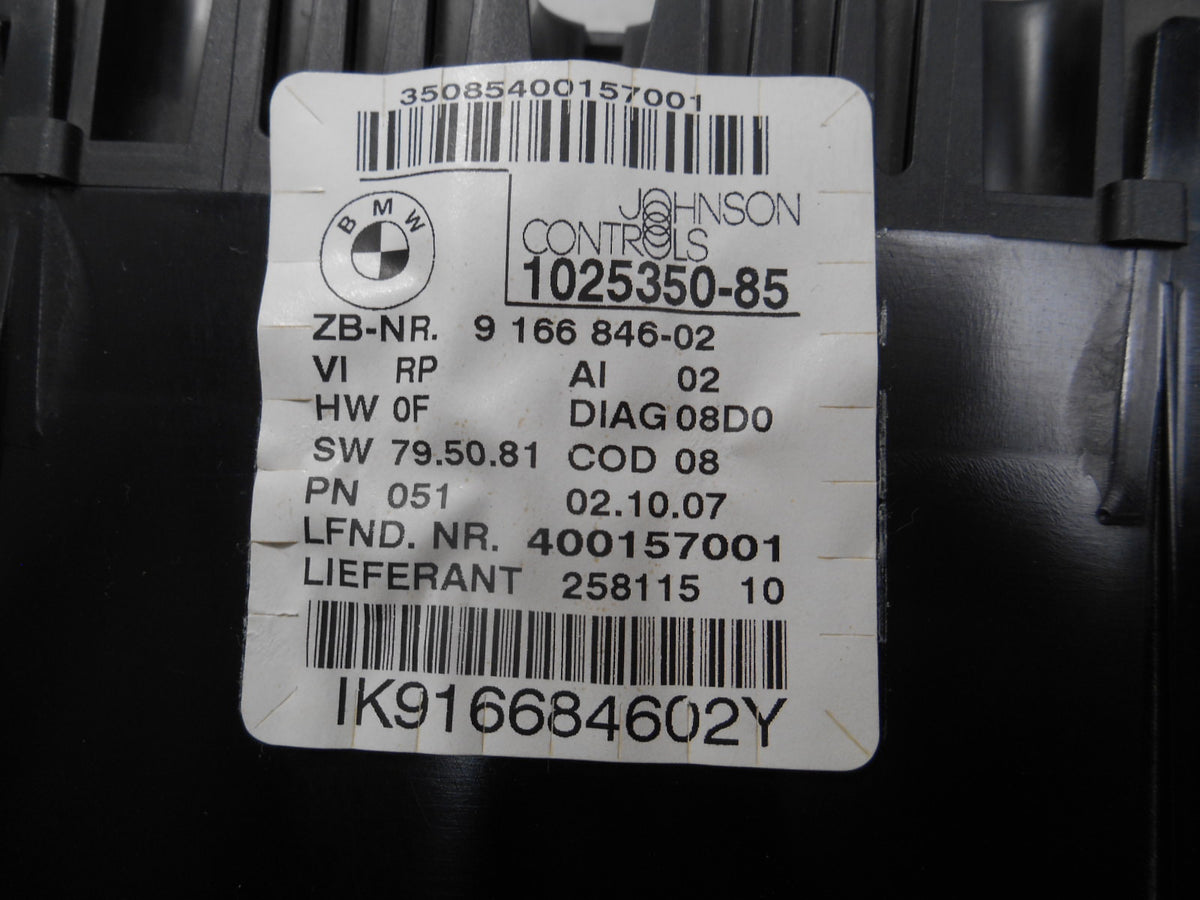 35085400157001
BMW
JOHNSON
CONTROLS
1025350-85
ZB-NR. 9 166 846-02
VI RP AI 02
HW 0F DIAG 08D0
SW 79.50.81 COD 08
PN 051 02.10.07
LFND. NR. 400157001
LIEFERANT 258115 10
IK916684602Y